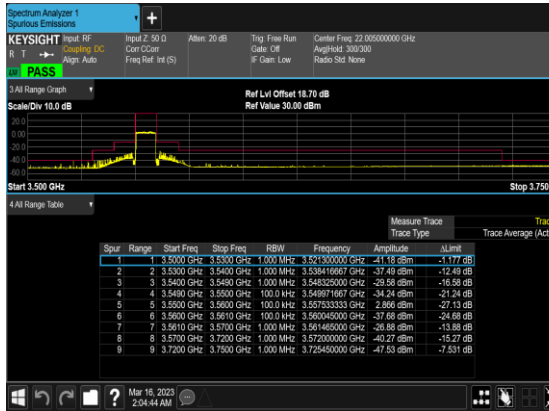 Spectrum Analyzer 1
Spurious Emissions
KEYSIGHT Input: RF Input Z: 50 Ω Atten: 20 dB Trig: Free Run Center Freq: 22.005000000 GHz
R T Coupling: DC Corr CCorr Gate: Off Avg|Hold: 300/300
Align: Auto Freq Ref: Int (S) IF Gain: Low Radio Std: None
PASS
3 All Range Graph
Ref Lvl Offset 18.70 dB
Scale/Div 10.0 dB Ref Value 30.00 dBm
20.0
0.00
-20.0
-40.0
-60.0
Start 3.500 GHz Stop 3.750
4 All Range Table
Measure Trace Trac
Trace Type Trace Average (Act
Spur Range Start Freq Stop Freq RBW Frequency Amplitude ΔLimit
1 1 3.5000 GHz 3.5300 GHz 1.000 MHz 3.521300000 GHz -41.18 dBm -1.177 dB
2 2 3.5300 GHz 3.5400 GHz 1.000 MHz 3.538416667 GHz -37.49 dBm -12.49 dB
3 3 3.5400 GHz 3.5490 GHz 1.000 MHz 3.548325000 GHz -29.58 dBm -16.58 dB
4 4 3.5490 GHz 3.5500 GHz 100.0 kHz 3.549971667 GHz -34.24 dBm -21.24 dB
5 5 3.5500 GHz 3.5600 GHz 100.0 kHz 3.557533333 GHz 2.866 dBm -27.13 dB
6 6 3.5600 GHz 3.5610 GHz 100.0 kHz 3.560045000 GHz -37.68 dBm -24.68 dB
7 7 3.5610 GHz 3.5700 GHz 1.000 MHz 3.561465000 GHz -26.88 dBm -13.88 dB
8 8 3.5700 GHz 3.7200 GHz 1.000 MHz 3.572000000 GHz -40.27 dBm -15.27 dB
9 9 3.7200 GHz 3.7500 GHz 1.000 MHz 3.725450000 GHz -47.53 dBm -7.531 dB
Mar 16, 2023
2:04:44 AM